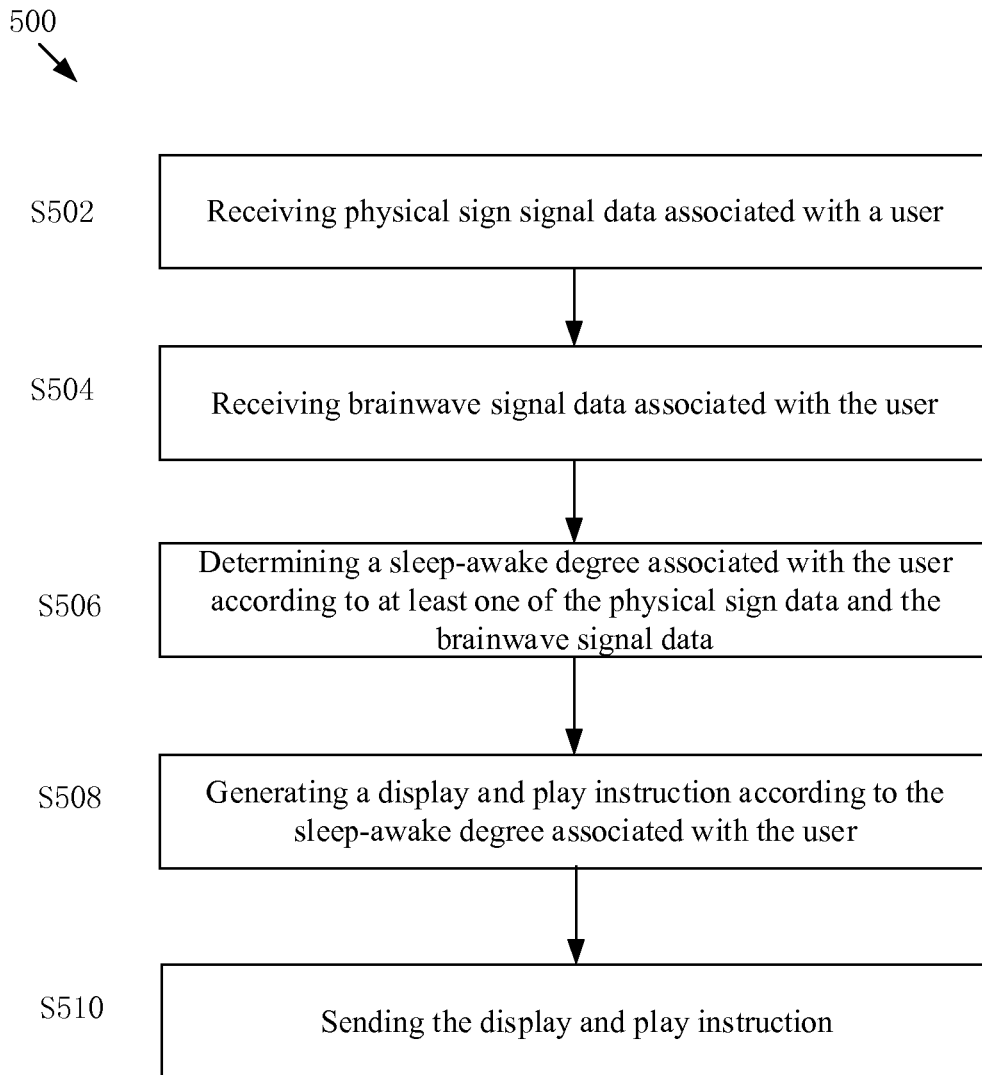 500
S502
Receiving physical sign signal data associated with a user
S504
Receiving brainwave signal data associated with the user
S506
Determining a sleep-awake degree associated with the user
according to at least one of the physical sign data and the
brainwave signal data
S508
Generating a display and play instruction according to the
sleep-awake degree associated with the user
S510
Sending the display and play instruction